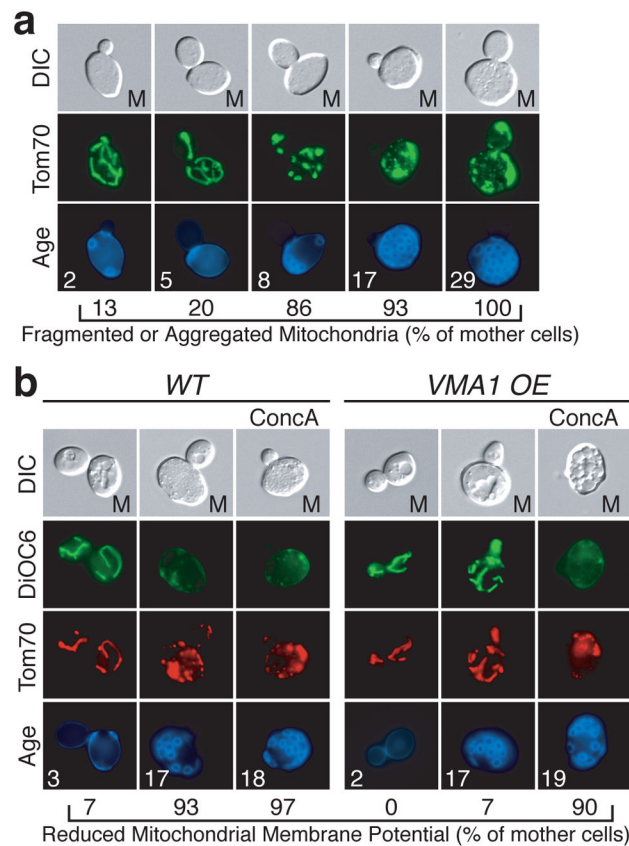 a
DIC
M M M M M
Tom70
Age
2 5 8 17 29
13 20 86 93 100
Fragmented or Aggregated Mitochondria (% of mother cells)
b
WT VMA1 OE
ConcA ConcA
DIC
M M M M M M
DiOC6
Tom70
Age
3 17 18 2 17 19
7 93 97 0 7 90
Reduced Mitochondrial Membrane Potential (% of mother cells)